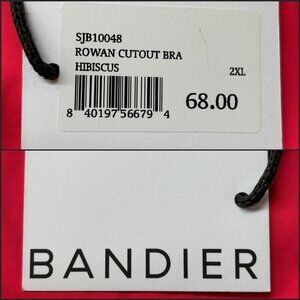 SJB10048
ROWAN CUTOUT BRA
HIBISCUS 2XL
8 40197 56679 4 68.00
BANDIER